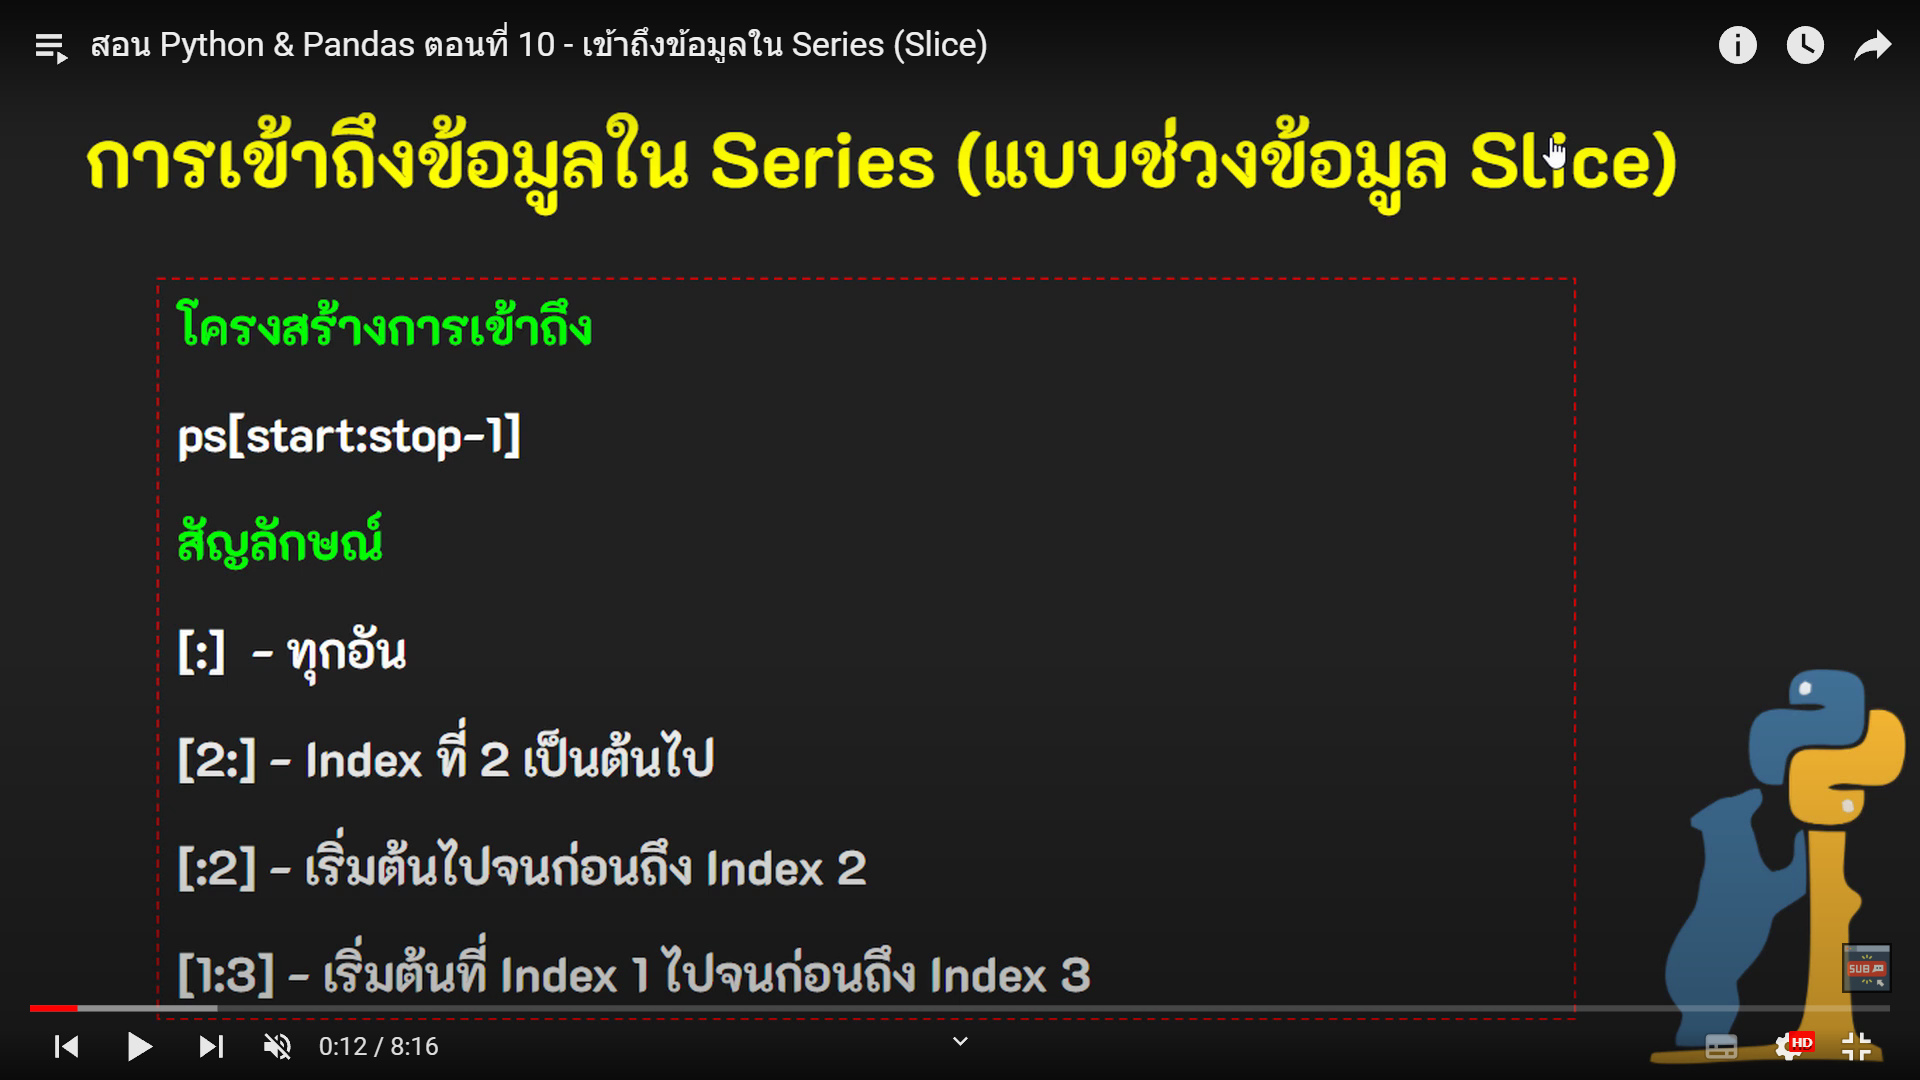 สอน Python & Pandas ตอนที่ 10 - เข้าถึงข้อมูลใน Series (Slice)
การเข้าถึงข้อมูลใน Series (แบบช่วงข้อมูล Slice)
โครงสร้างการเข้าถึง
ps[start:stop-1]
สัญลักษณ์
[:] - ทุกอัน
[2:] - Index ที่ 2 เป็นต้นไป
[:2] - เริ่มต้นไปจนก่อนถึง Index 2
[1:3] - เริ่มต้นที่ Index 1 ไปจนก่อนถึง Index 3
SUB
0:12 / 8:16
HD